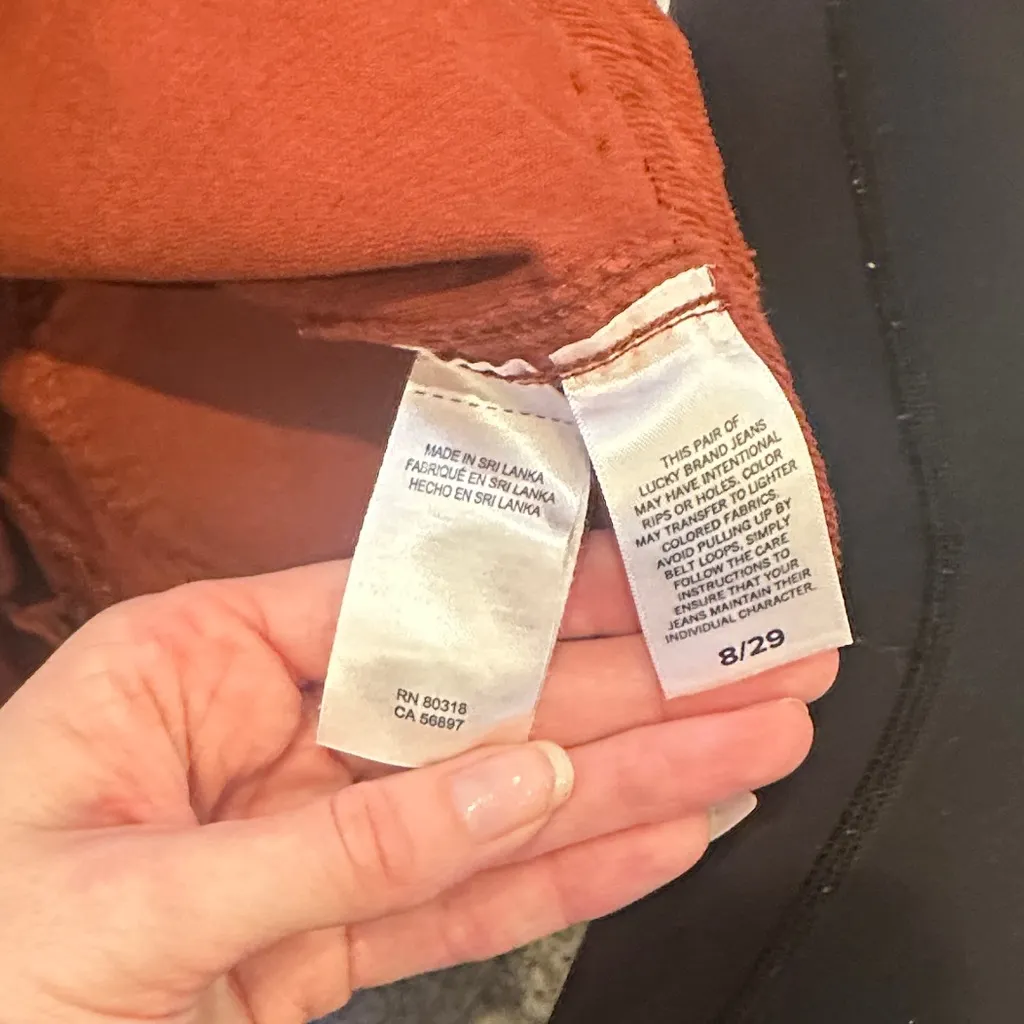 MADE IN SRI LANKA
FABRIQUÉ EN SRI LANKA
HECHO EN SRI LANKA
RN 80318
CA 56897
THIS PAIR OF
LUCKY BRAND JEANS
MAY HAVE INTENTIONAL
RIPS OR HOLES. COLOR
MAY TRANSFER TO LIGHTER
COLORED FABRICS.
AVOID PULLING UP BY
BELT LOOPS, SIMPLY
FOLLOW THE CARE
INSTRUCTIONS TO
ENSURE THAT YOUR
JEANS MAINTAIN THEIR
INDIVIDUAL CHARACTER.
8/29